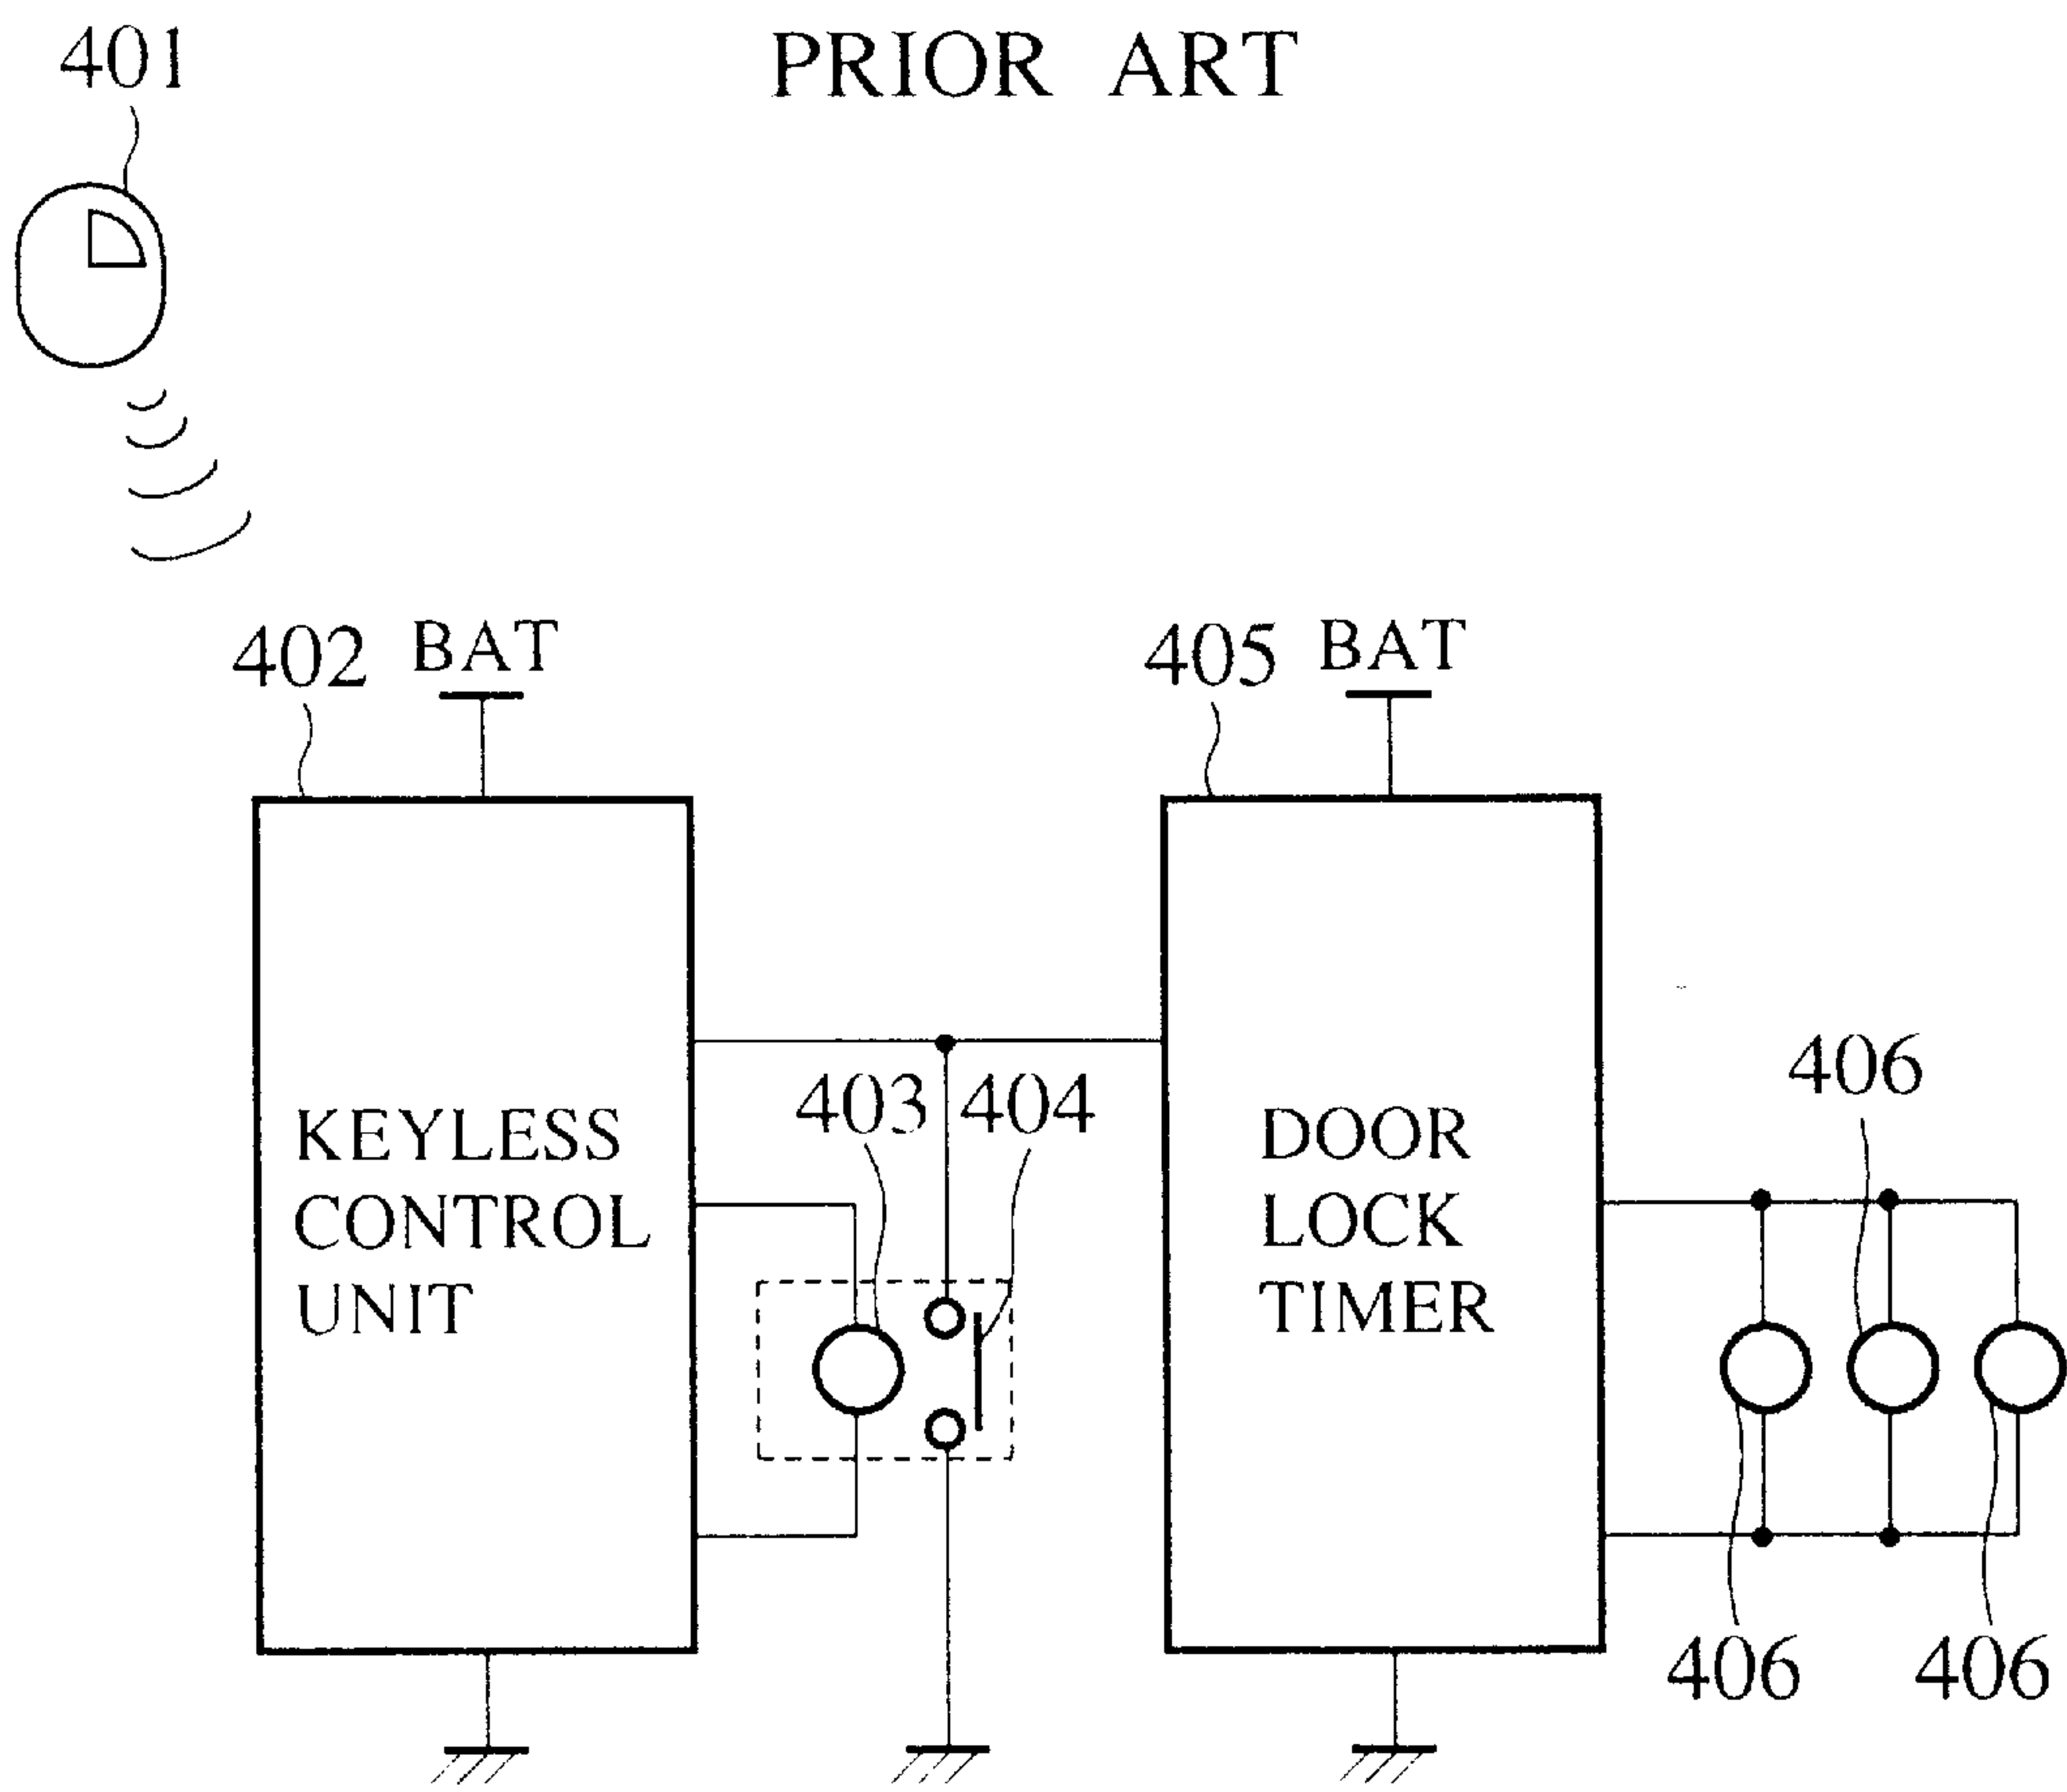 PRIOR ART
401
402 BAT
405 BAT
403 404
406
KEYLESS
CONTROL
UNIT
DOOR
LOCK
TIMER
406 406